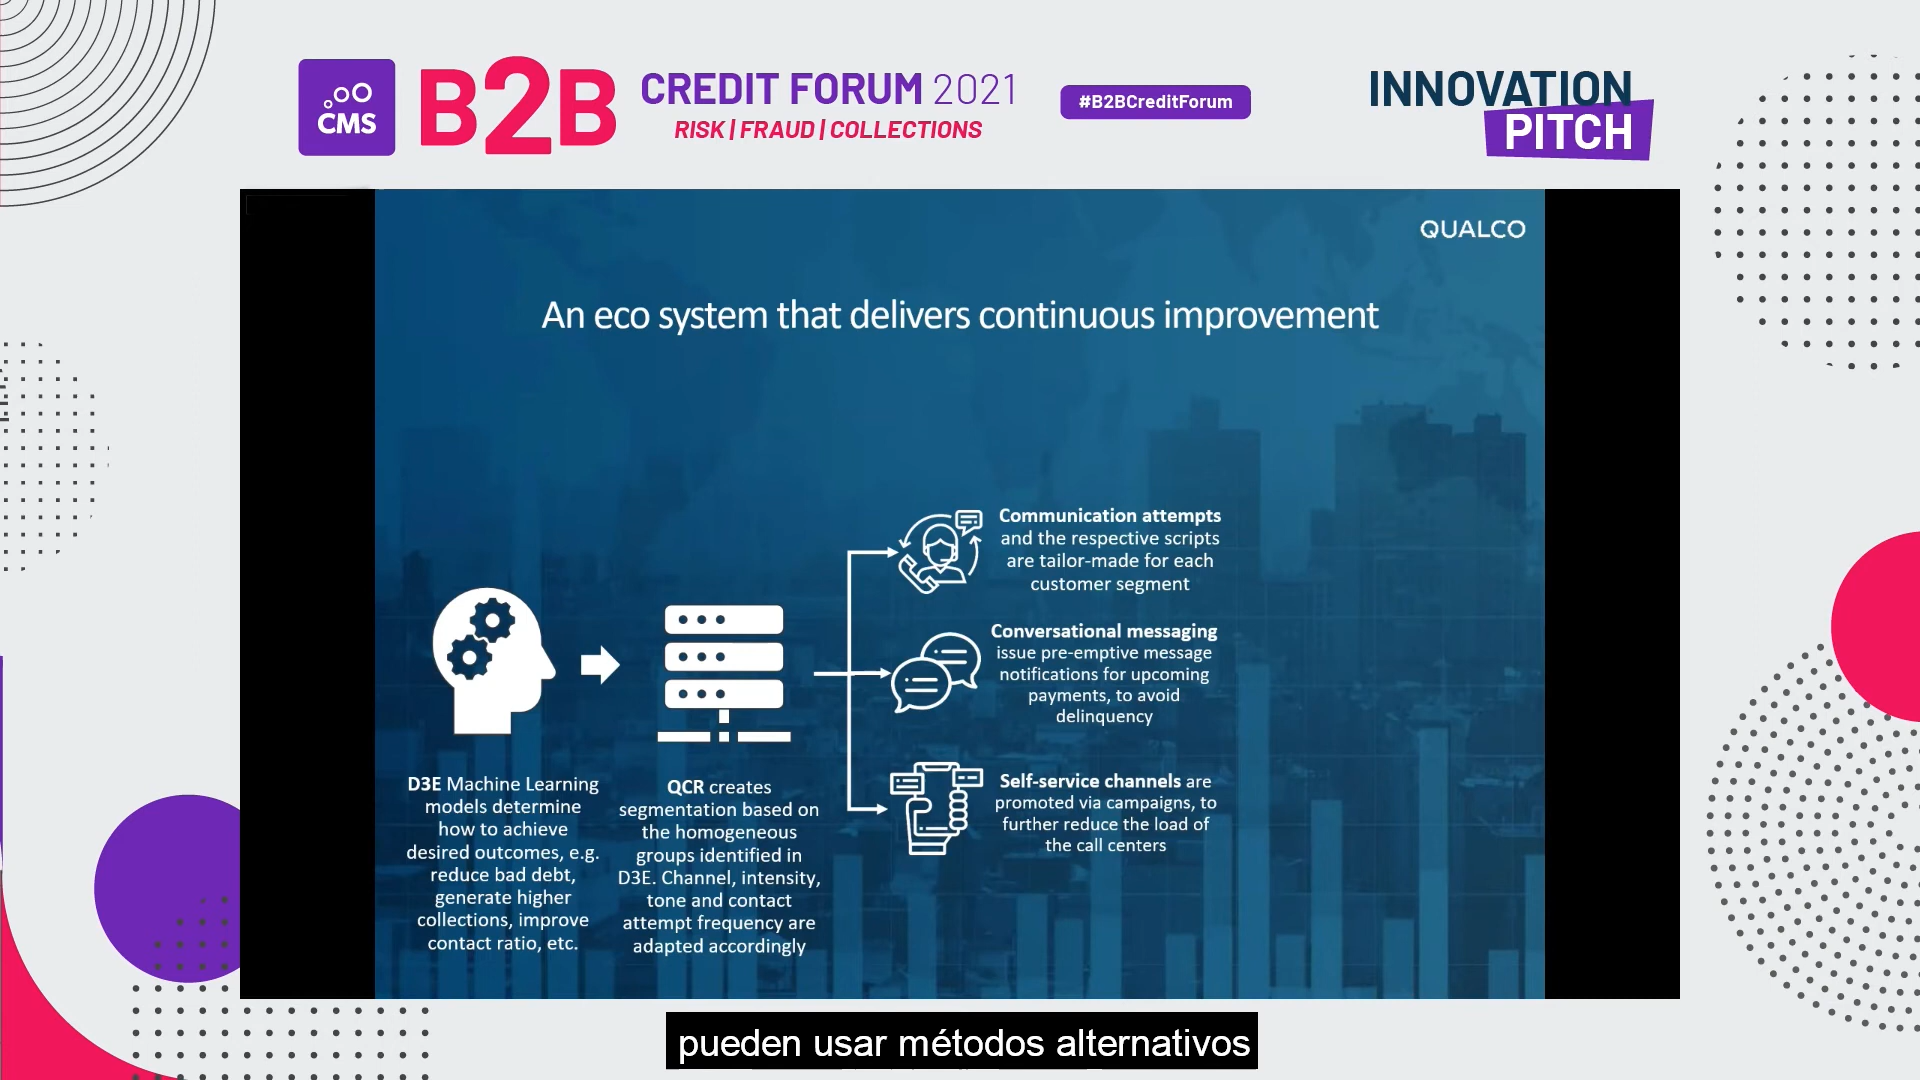 CMS
B2B
CREDIT FORUM 2021
RISK | FRAUD | COLLECTIONS
#B2BCreditForum
INNOVATION
PITCH
QUALCO
An eco system that delivers continuous improvement
Communication attempts
and the respective scripts
are tailor-made for each
customer segment
Conversational messaging
issue pre-emptive message
notifications for upcoming
payments, to avoid
delinquency
Self-service channels are
promoted via campaigns, to
further reduce the load of
the call centers
D3E Machine Learning
models determine
how to achieve
desired outcomes, e.g.
reduce bad debt,
generate higher
collections, improve
contact ratio, etc.
QCR creates
segmentation based on
the homogeneous
groups identified in
D3E. Channel, intensity,
tone and contact
attempt frequency are
adapted accordingly
pueden usar métodos alternativos